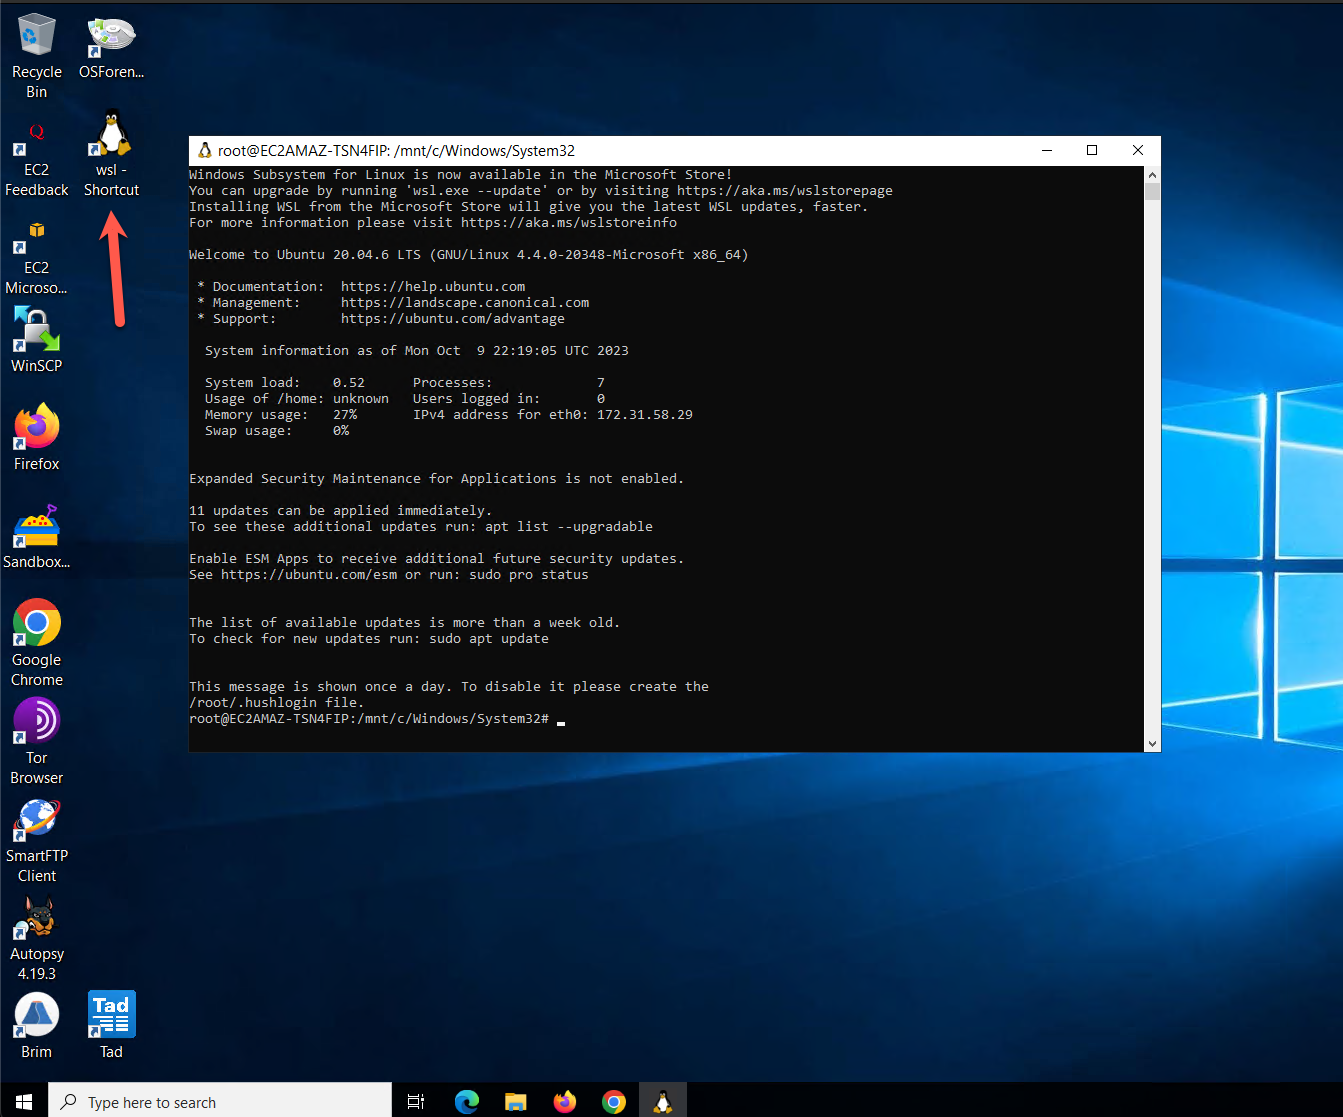 Recycle
Bin
OSForen...
EC2
Feedback
wsl -
Shortcut
EC2
Microso...
WinSCP
Firefox
Sandbox...
Google
Chrome
Tor
Browser
SmartFTP
Client
Autopsy
4.19.3
Brim
Tad
Tad
root@EC2AMAZ-TSN4FIP: /mnt/c/Windows/System32
Windows Subsystem for Linux is now available in the Microsoft Store!
You can upgrade by running 'wsl.exe --update' or by visiting https://aka.ms/wslstorepage
Installing WSL from the Microsoft Store will give you the latest WSL updates, faster.
For more information please visit https://aka.ms/wslstoreinfo
Welcome to Ubuntu 20.04.6 LTS (GNU/Linux 4.4.0-20348-Microsoft x86_64)
* Documentation:  https://help.ubuntu.com
* Management:     https://landscape.canonical.com
* Support:        https://ubuntu.com/advantage
System information as of Mon Oct  9 22:19:05 UTC 2023
System load:    0.52      Processes:             7
Usage of /home: unknown   Users logged in:       0
Memory usage:   27%       IPv4 address for eth0: 172.31.58.29
Swap usage:     0%
Expanded Security Maintenance for Applications is not enabled.
11 updates can be applied immediately.
To see these additional updates run: apt list --upgradable
Enable ESM Apps to receive additional future security updates.
See https://ubuntu.com/esm or run: sudo pro status
The list of available updates is more than a week old.
To check for new updates run: sudo apt update
This message is shown once a day. To disable it please create the
/root/.hushlogin file.
root@EC2AMAZ-TSN4FIP:/mnt/c/Windows/System32# _
Type here to search